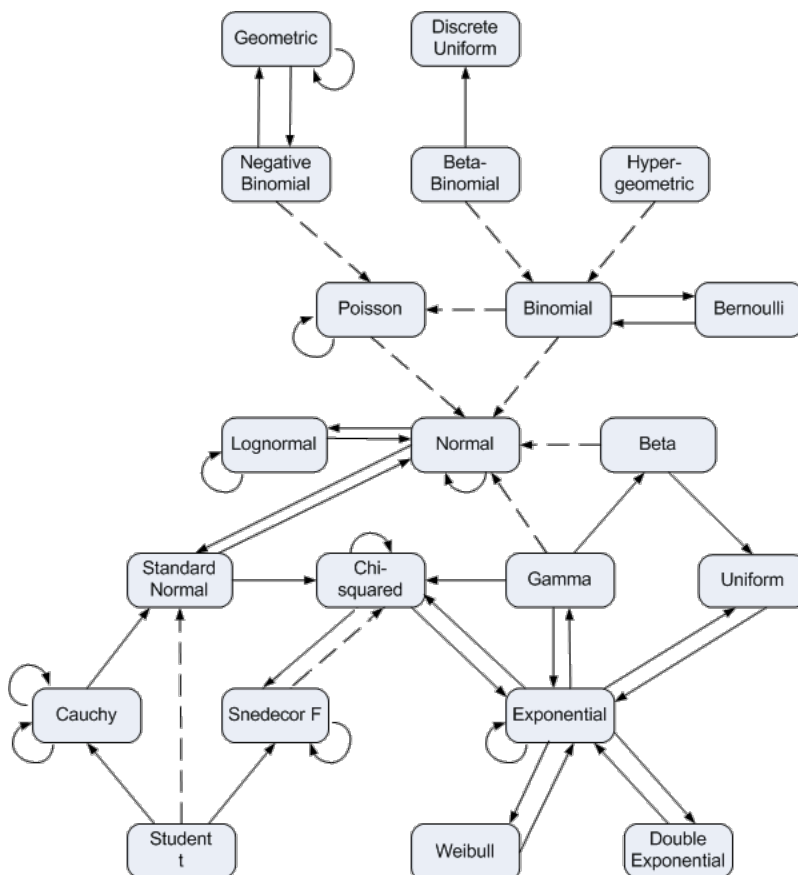 Geometric
Discrete
Uniform
Negative
Binomial
Beta-
Binomial
Hyper-
geometric
Poisson
Binomial
Bernoulli
Lognormal
Normal
Beta
Standard
Normal
Chi-
squared
Gamma
Uniform
Cauchy
Snedecor F
Exponential
Student
t
Weibull
Double
Exponential